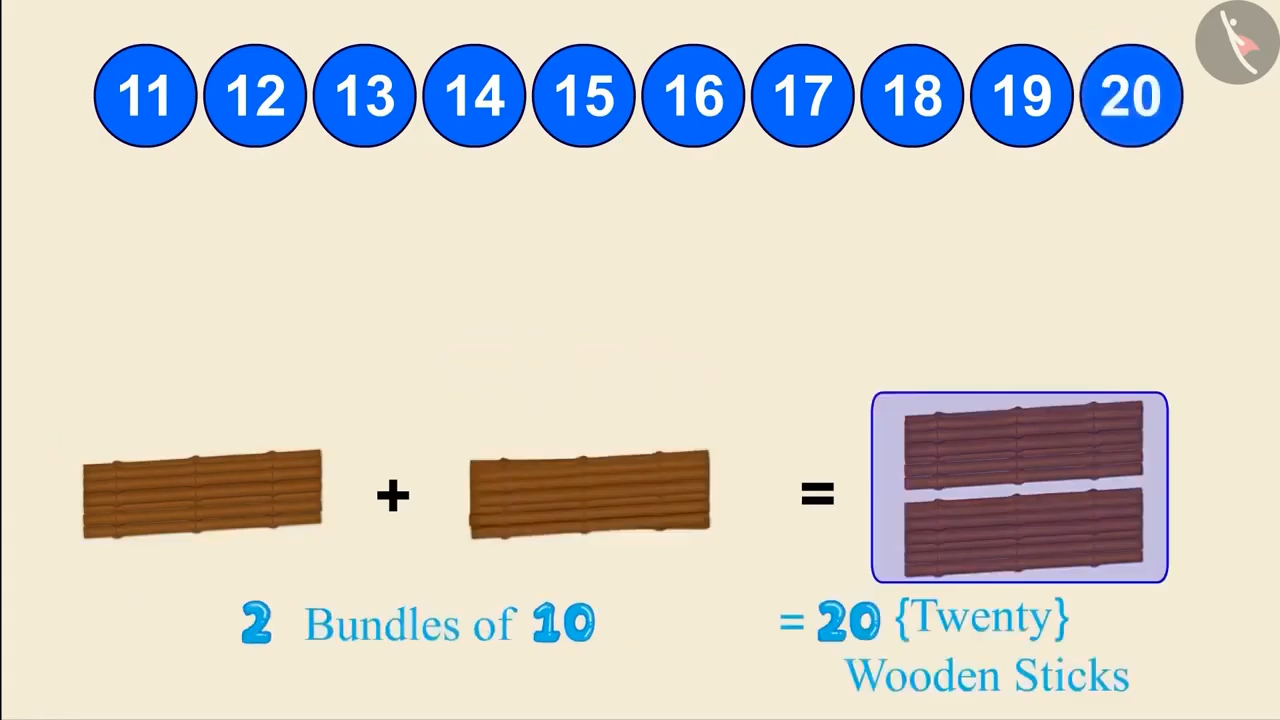 11 12 13 14 15 16 17 18 19 20
+ =
2 Bundles of 10 = 20 {Twenty}
Wooden Sticks